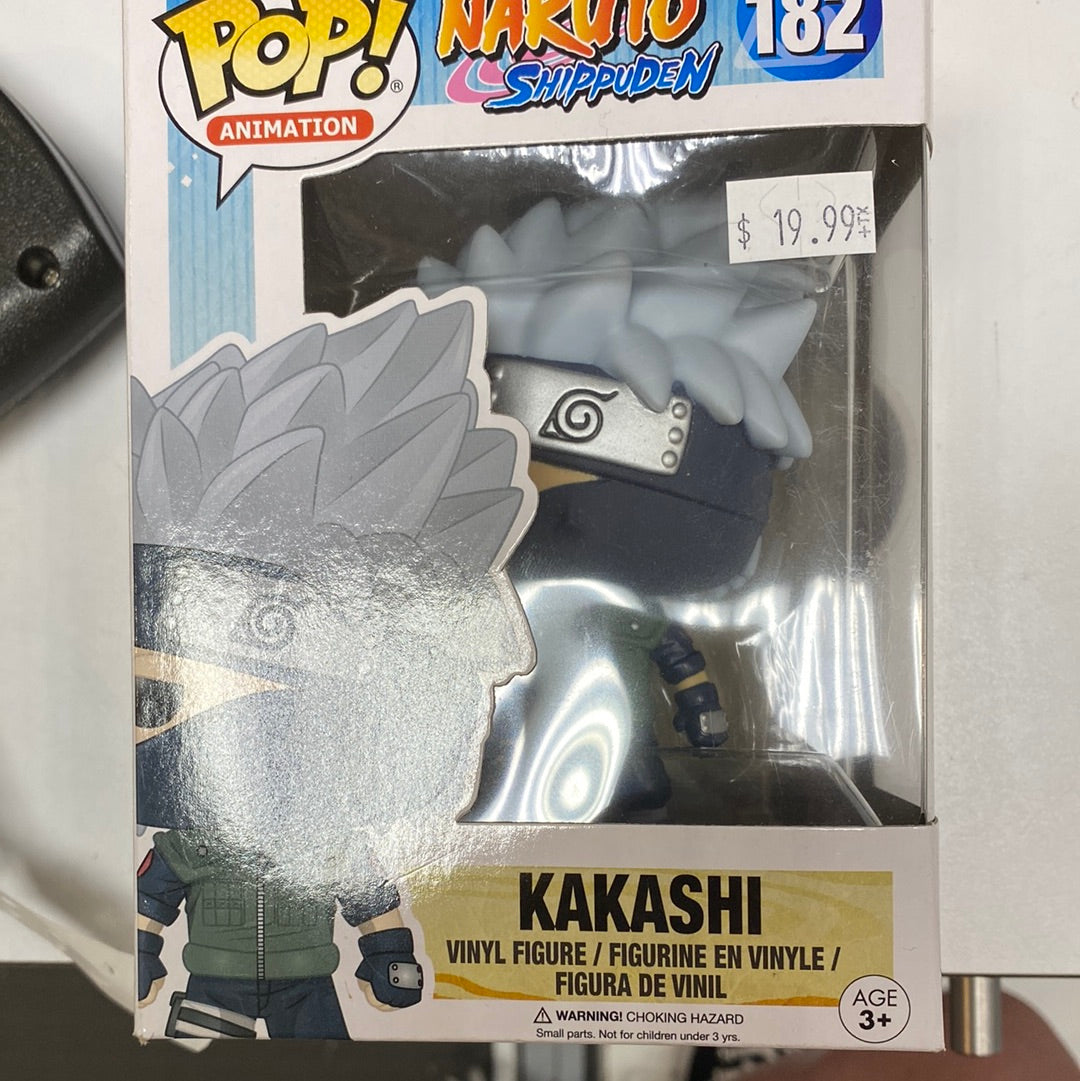 POP!®
ANIMATION
NARUTO
SHIPPUDEN
182
$ 19.99 +TX
KAKASHI
VINYL FIGURE / FIGURINE EN VINYLE /
FIGURA DE VINIL
WARNING! CHOKING HAZARD
Small parts. Not for children under 3 yrs.
AGE
3+